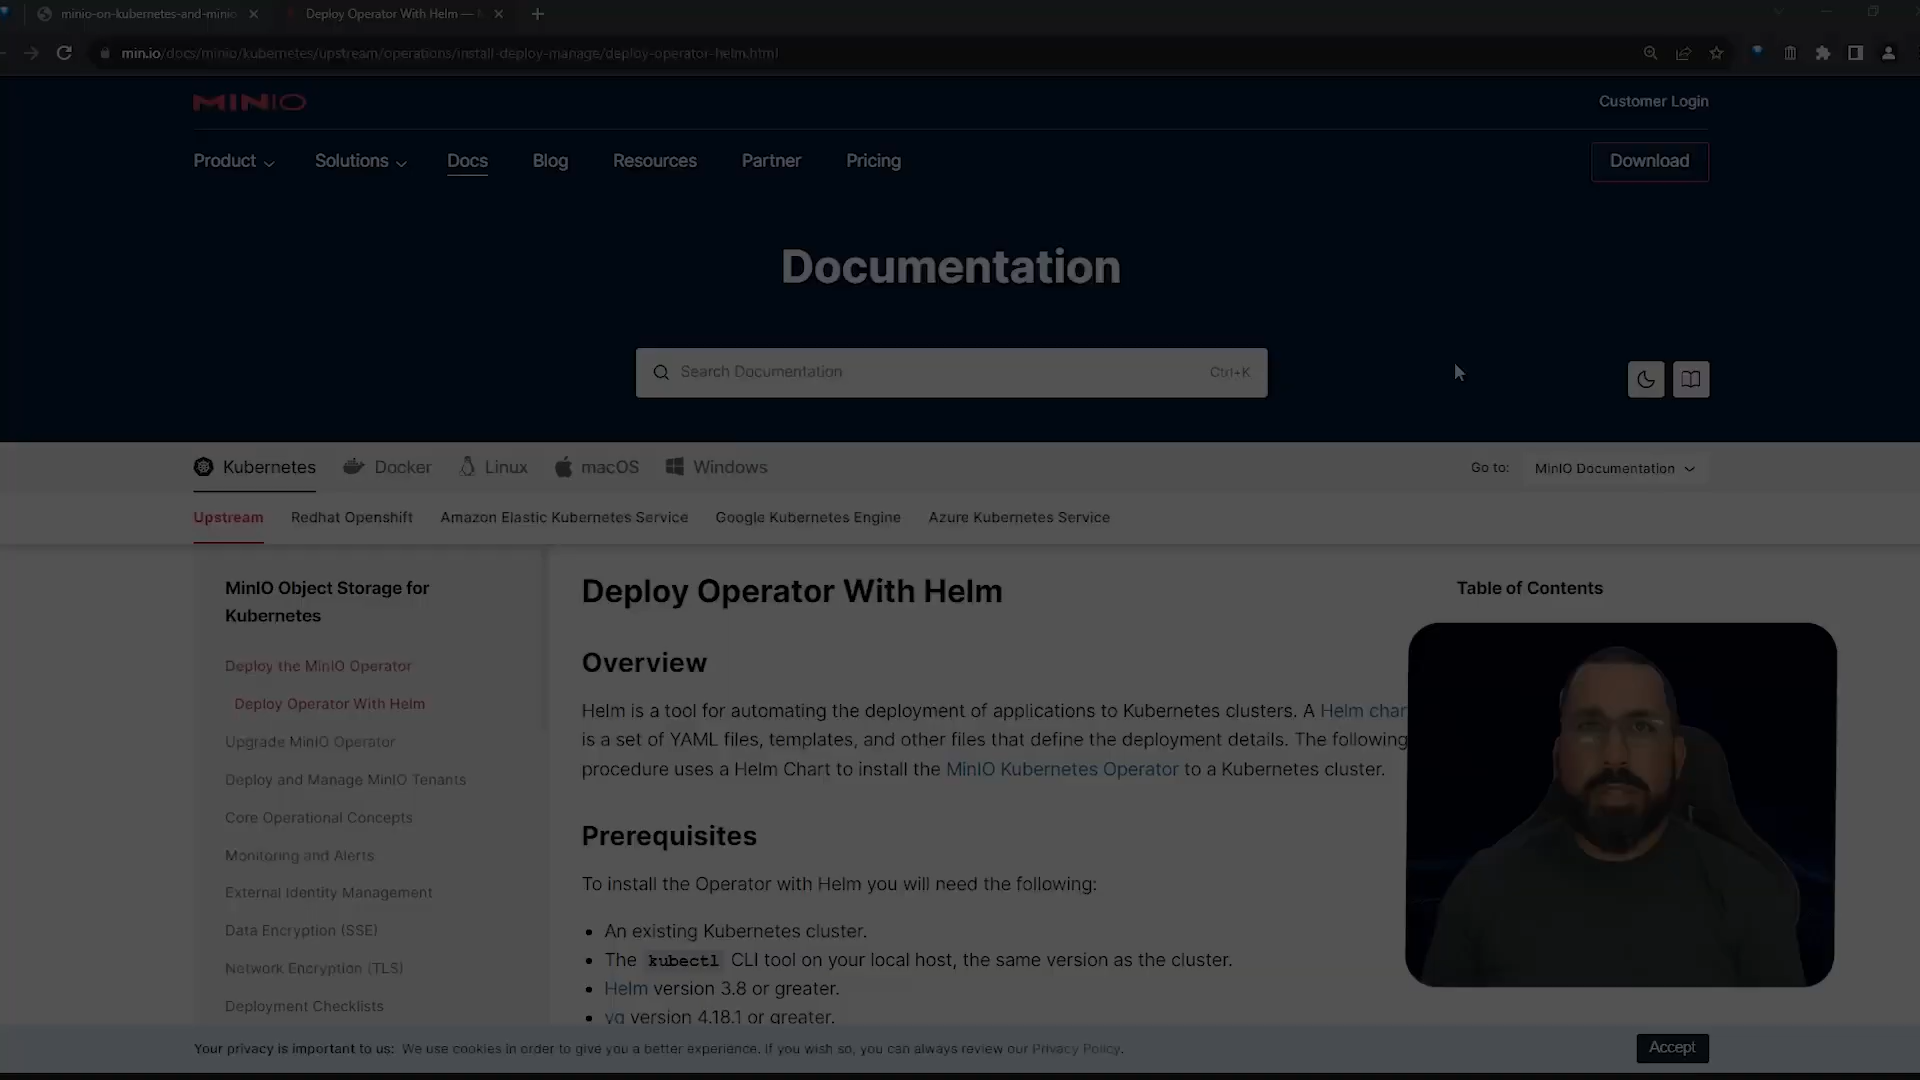 minio-on-kubernetes-and-minio
Deploy Operator With Helm —
min.io/docs/minio/kubernetes/upstream/operations/install-deploy-manage/deploy-operator-helm.html
MINIO
Customer Login
Product
Solutions
Docs
Blog
Resources
Partner
Pricing
Download
Documentation
Search Documentation
Ctrl+K
Kubernetes
Docker
Linux
macOS
Windows
Go to:
MinIO Documentation
Upstream
Redhat Openshift
Amazon Elastic Kubernetes Service
Google Kubernetes Engine
Azure Kubernetes Service
MinIO Object Storage for
Kubernetes
Deploy the MinIO Operator
Deploy Operator With Helm
Upgrade MinIO Operator
Deploy and Manage MinIO Tenants
Core Operational Concepts
Monitoring and Alerts
External Identity Management
Data Encryption (SSE)
Network Encryption (TLS)
Deployment Checklists
Deploy Operator With Helm
Overview
Helm is a tool for automating the deployment of applications to Kubernetes clusters. A Helm char
is a set of YAML files, templates, and other files that define the deployment details. The following
procedure uses a Helm Chart to install the MinIO Kubernetes Operator to a Kubernetes cluster.
Prerequisites
To install the Operator with Helm you will need the following:
• An existing Kubernetes cluster.
• The kubectl CLI tool on your local host, the same version as the cluster.
• Helm version 3.8 or greater.
• yq version 4.18.1 or greater.
Table of Contents
Your privacy is important to us: We use cookies in order to give you a better experience. If you wish so, you can always review our Privacy Policy.
Accept